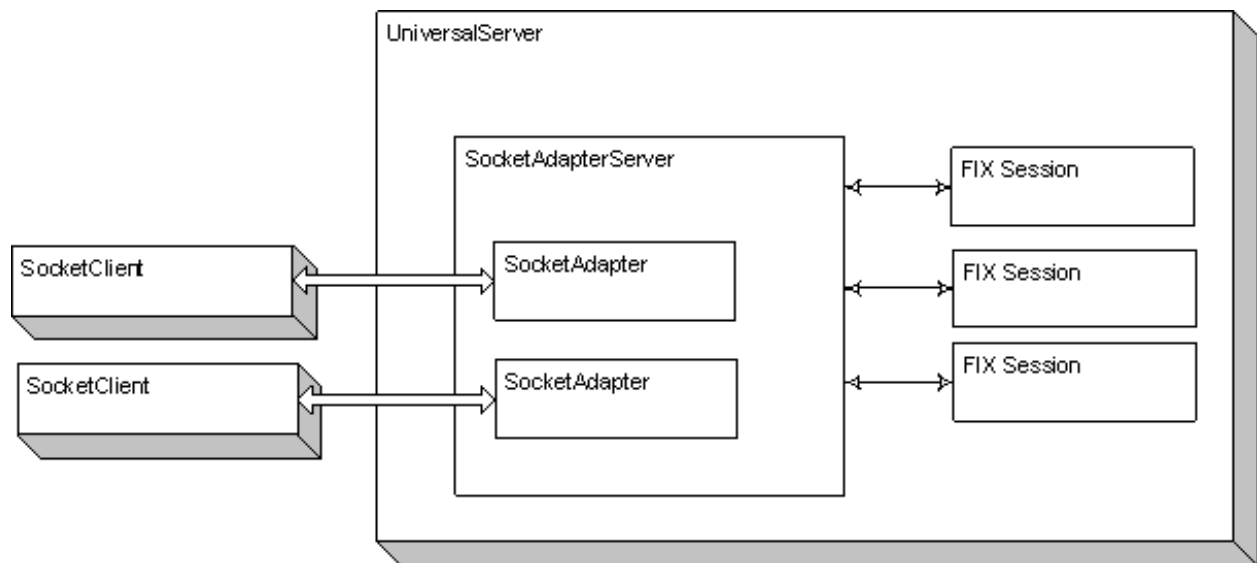 UniversalServer
SocketAdapterServer
FIX Session
SocketClient
SocketAdapter
FIX Session
SocketClient
SocketAdapter
FIX Session